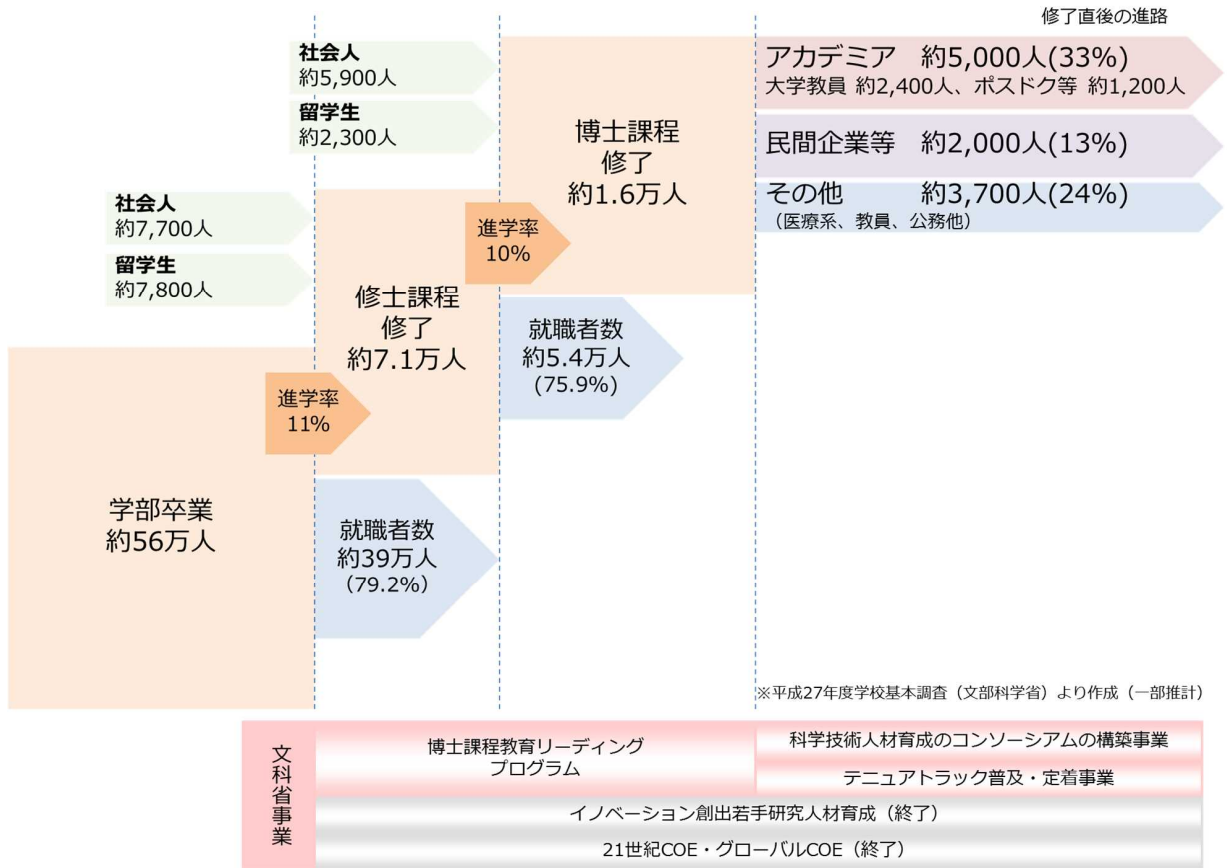 修了直後の進路
社会人
約5,900人
留学生
約2,300人
博士課程
修了
約1.6万人
アカデミア 約5,000人(33%)
大学教員 約2,400人、ポスドク等 約1,200人
民間企業等 約2,000人(13%)
その他 約3,700人(24%)
（医療系、教員、公務他）
社会人
約7,700人
留学生
約7,800人
進学率
10%
修士課程
修了
約7.1万人
就職者数
約5.4万人
(75.9%)
進学率
11%
学部卒業
約56万人
就職者数
約39万人
（79.2%）
※平成27年度学校基本調査（文部科学省）より作成（一部推計）
文科省事業
博士課程教育リーディング
プログラム
科学技術人材育成のコンソーシアムの構築事業
テニュアトラック普及・定着事業
イノベーション創出若手研究人材育成（終了）
21世紀COE・グローバルCOE（終了）